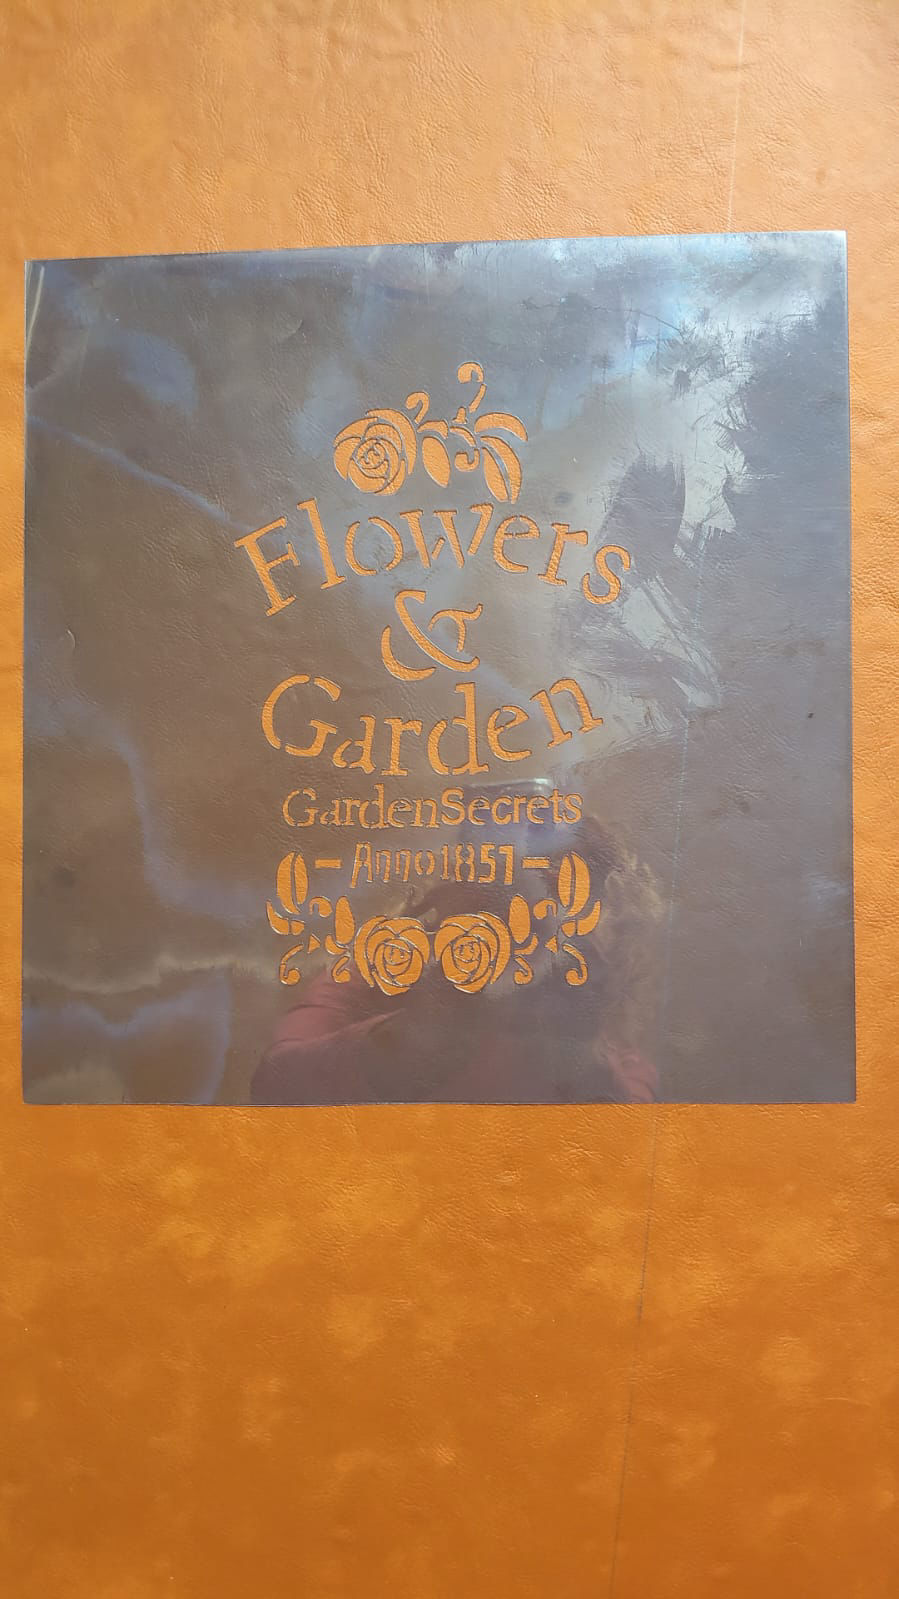 Flowers
&
Garden
GardenSecrets
- Anno1851 -